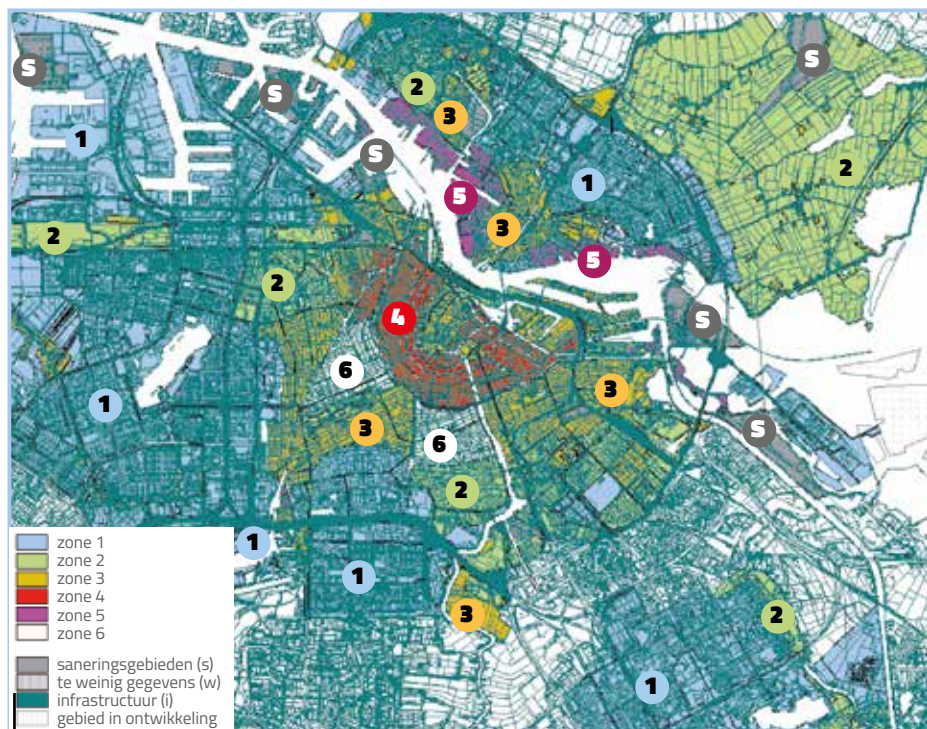 S
2
S
S
3
1
S
2
1
5
3
2
5
2
4
S
6
3
1
3
6
S
2
1
1
3
2
1
zone 1
zone 2
zone 3
zone 4
zone 5
zone 6
saneringsgebieden (s)
te weinig gegevens (w)
infrastructuur (i)
gebied in ontwikkeling